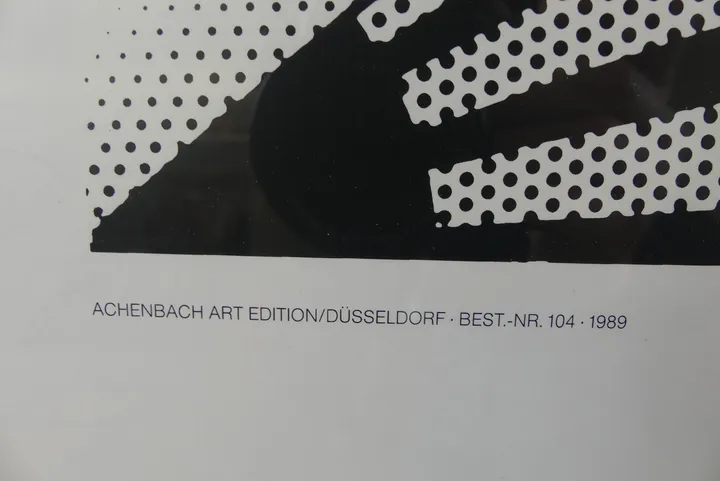 ACHENBACH ART EDITION/DÜSSELDORF · BEST.-NR. 104 · 1989